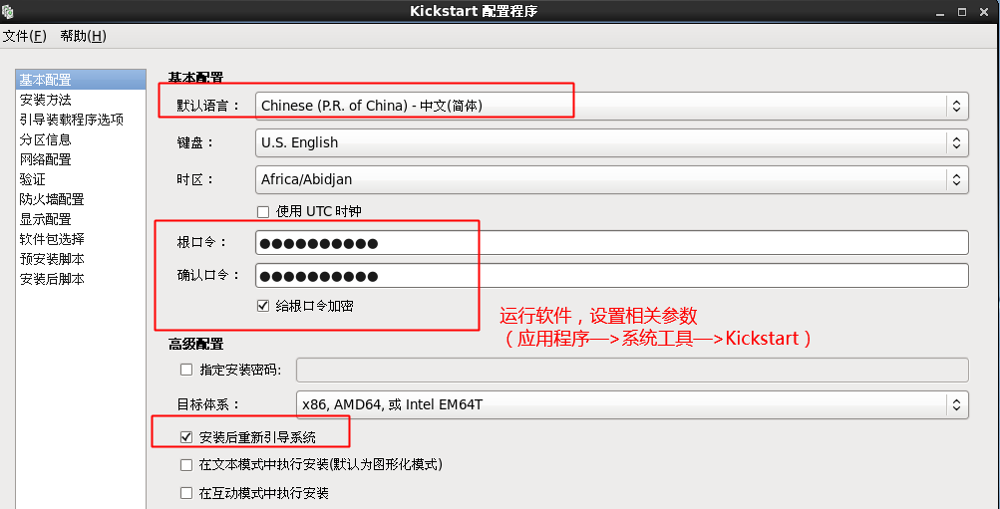 Kickstart 配置程序
文件(F) 帮助(H)
基本配置
安装方法
引导装载程序选项
分区信息
网络配置
验证
防火墙配置
显示配置
软件包选择
预安装脚本
安装后脚本
基本配置
默认语言： Chinese (P.R. of China) - 中文(简体)
键盘： U.S. English
时区： Africa/Abidjan
使用 UTC 时钟
根口令： ●●●●●●●●●●
确认口令： ●●●●●●●●●●
给根口令加密
运行软件，设置相关参数
（应用程序—>系统工具—>Kickstart）
高级配置
指定安装密码:
目标体系： x86, AMD64, 或 Intel EM64T
安装后重新引导系统
在文本模式中执行安装(默认为图形化模式)
在互动模式中执行安装